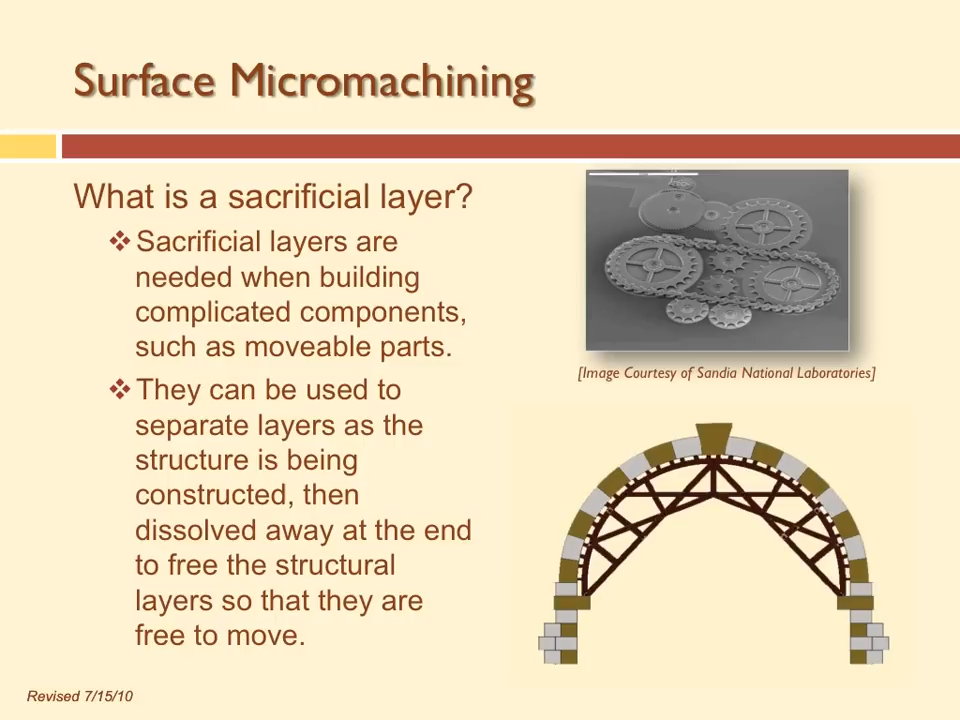 Surface Micromachining
What is a sacrificial layer?
❖Sacrificial layers are
needed when building
complicated components,
such as moveable parts.
❖They can be used to
separate layers as the
structure is being
constructed, then
dissolved away at the end
to free the structural
layers so that they are
free to move.
[Image Courtesy of Sandia National Laboratories]
Revised 7/15/10